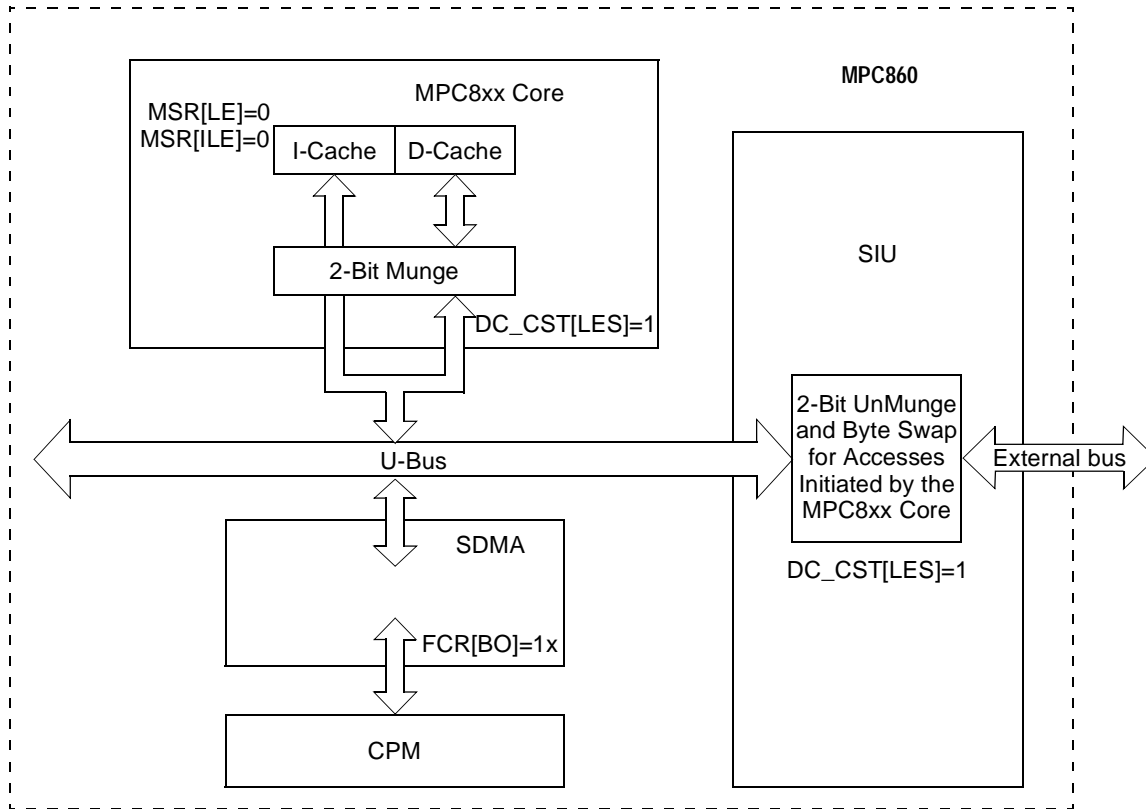 MPC860
MPC8xx Core
MSR[LE]=0
MSR[ILE]=0
I-Cache
D-Cache
2-Bit Munge
DC_CST[LES]=1
SIU
2-Bit UnMunge
and Byte Swap
for Accesses
Initiated by the
MPC8xx Core
DC_CST[LES]=1
External bus
U-Bus
SDMA
FCR[BO]=1x
CPM